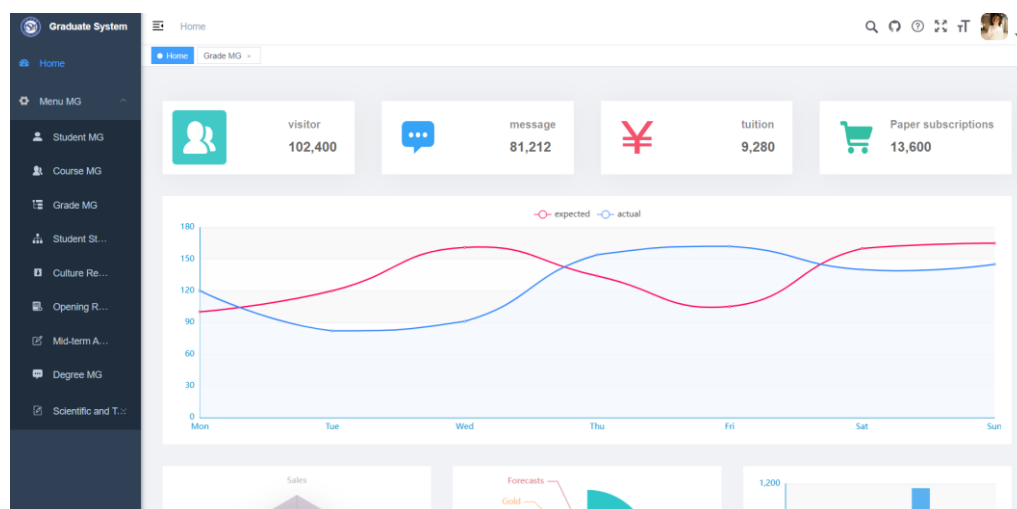 Graduate System
Home
Home
Home
Grade MG ×
Menu MG
Student MG
Course MG
Grade MG
Student St...
Culture Re...
Opening R...
Mid-term A...
Degree MG
Scientific and T...
visitor
102,400
message
81,212
tuition
9,280
Paper subscriptions
13,600
expected actual
180
150
120
90
60
30
0
Mon Tue Wed Thu Fri Sat Sun
Sales
Forecasts
Gold
1,200